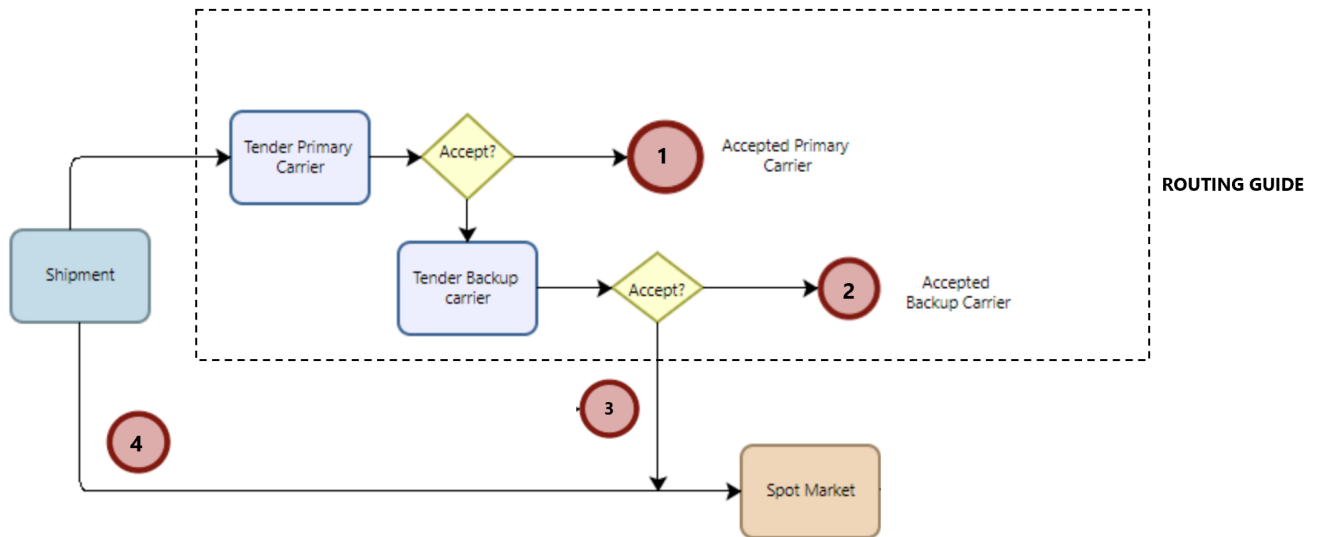 Tender Primary
Carrier
Accept?
1
Accepted Primary
Carrier
ROUTING GUIDE
Shipment
Tender Backup
carrier
Accept?
2
Accepted
Backup Carrier
3
4
Spot Market